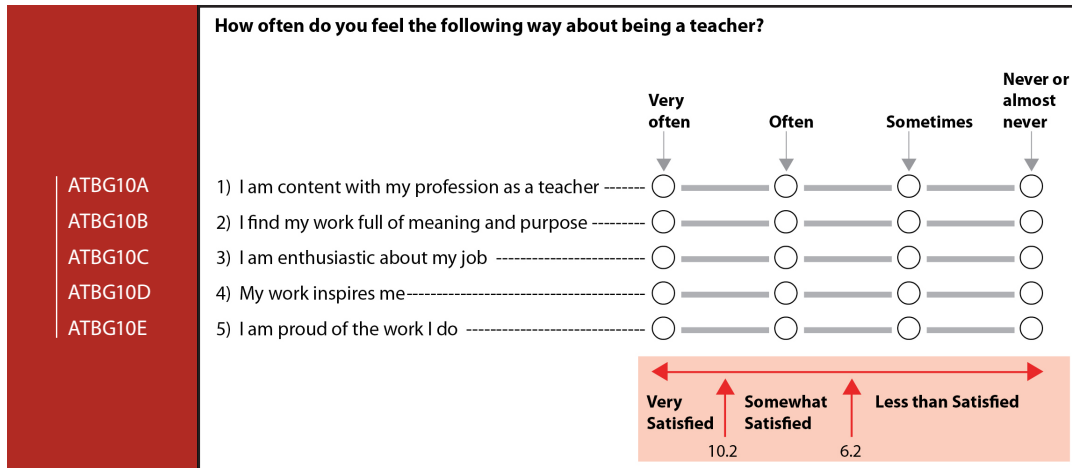 How often do you feel the following way about being a teacher?
Very often
Often
Sometimes
Never or almost never
ATBG10A
1) I am content with my profession as a teacher
ATBG10B
2) I find my work full of meaning and purpose
ATBG10C
3) I am enthusiastic about my job
ATBG10D
4) My work inspires me
ATBG10E
5) I am proud of the work I do
Very Satisfied
Somewhat Satisfied
Less than Satisfied
10.2
6.2